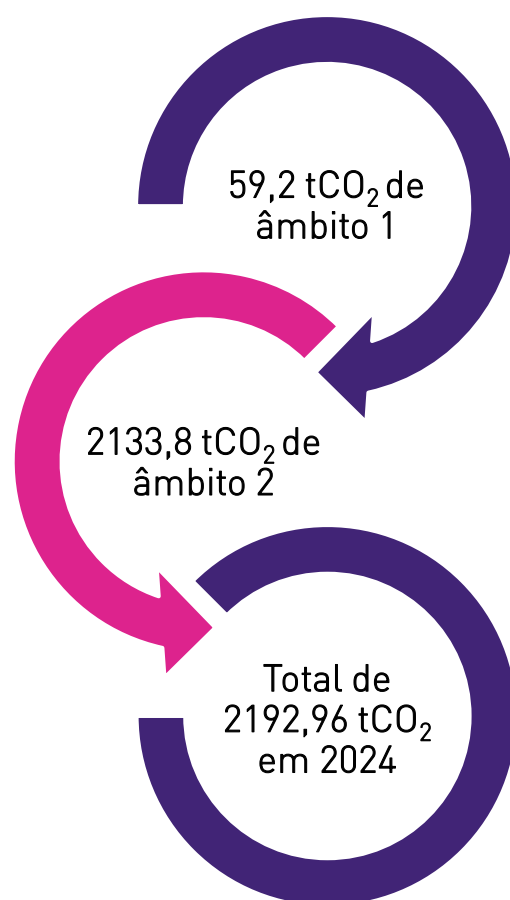 59,2 tCO₂ de
âmbito 1
2133,8 tCO₂ de
âmbito 2
Total de
2192,96 tCO₂
em 2024